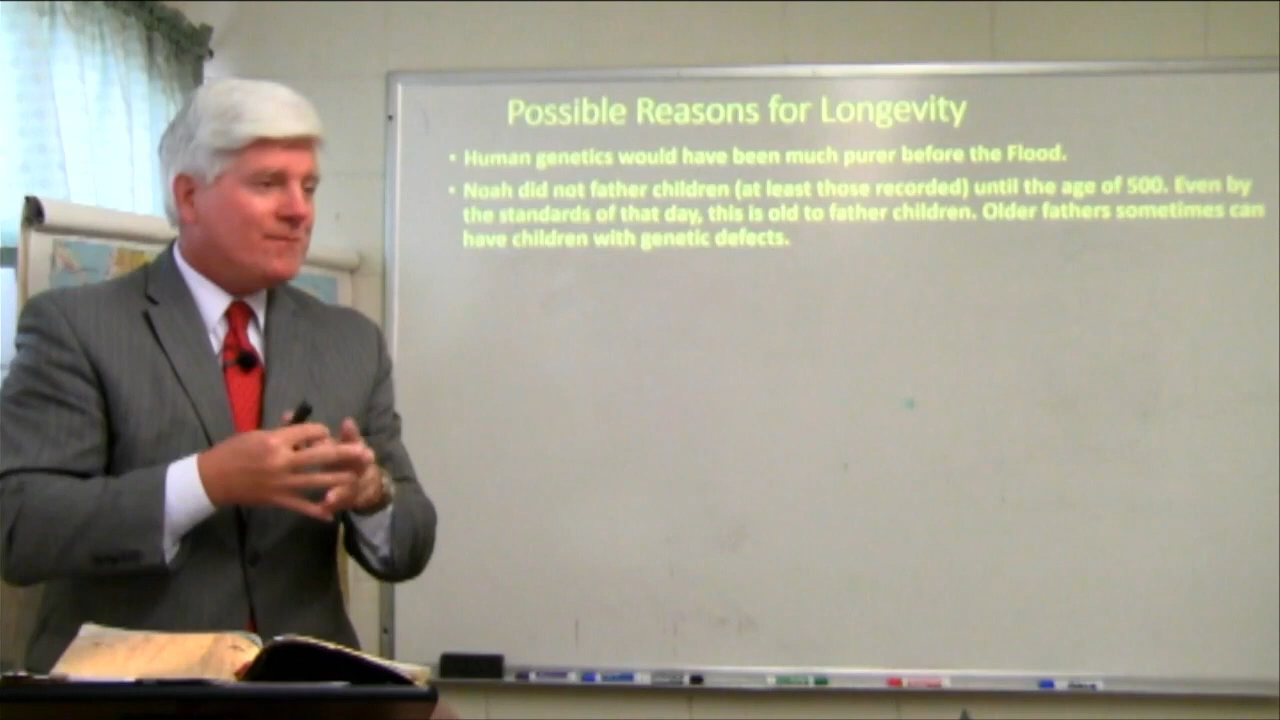 Possible Reasons for Longevity
• Human genetics would have been much purer before the Flood.
• Noah did not father children (at least those recorded) until the age of 500. Even by
the standards of that day, this is old to father children. Older fathers sometimes can
have children with genetic defects.